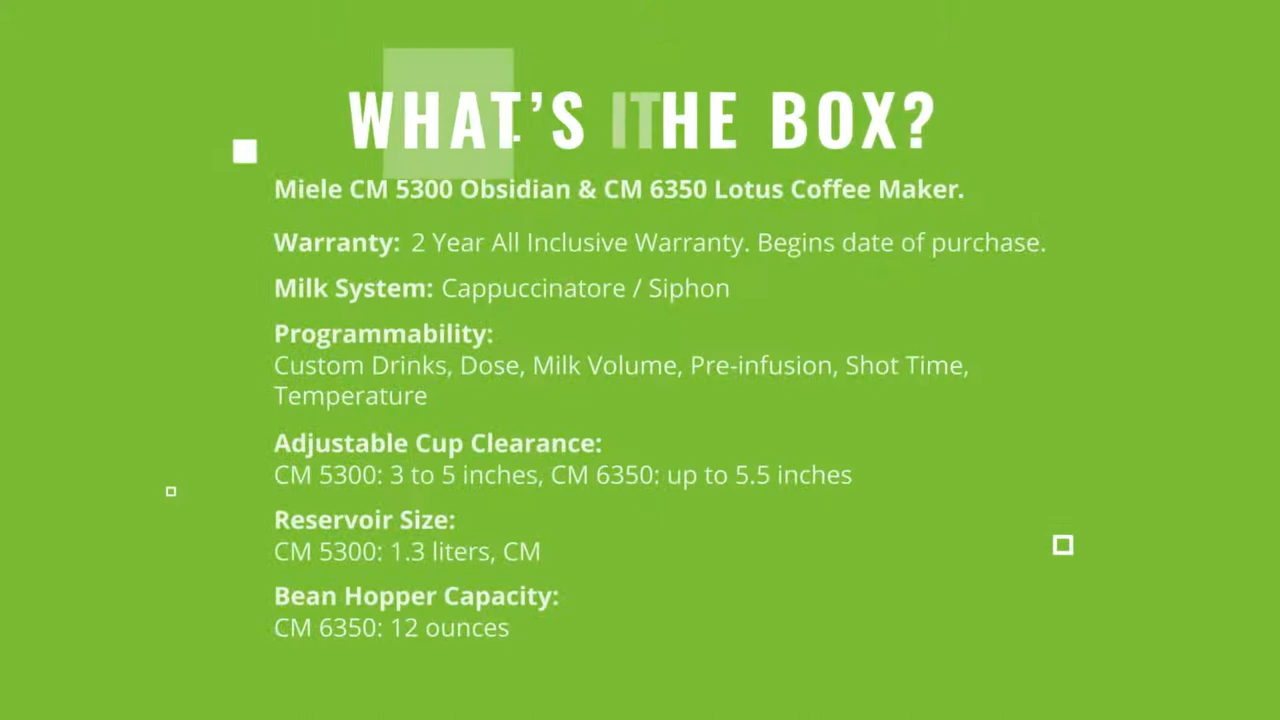 WHAT'S ITHE BOX?
Miele CM 5300 Obsidian & CM 6350 Lotus Coffee Maker.
Warranty: 2 Year All Inclusive Warranty. Begins date of purchase.
Milk System: Cappuccinatore / Siphon
Programmability:
Custom Drinks, Dose, Milk Volume, Pre-infusion, Shot Time,
Temperature
Adjustable Cup Clearance:
CM 5300: 3 to 5 inches, CM 6350: up to 5.5 inches
Reservoir Size:
CM 5300: 1.3 liters, CM
Bean Hopper Capacity:
CM 6350: 12 ounces